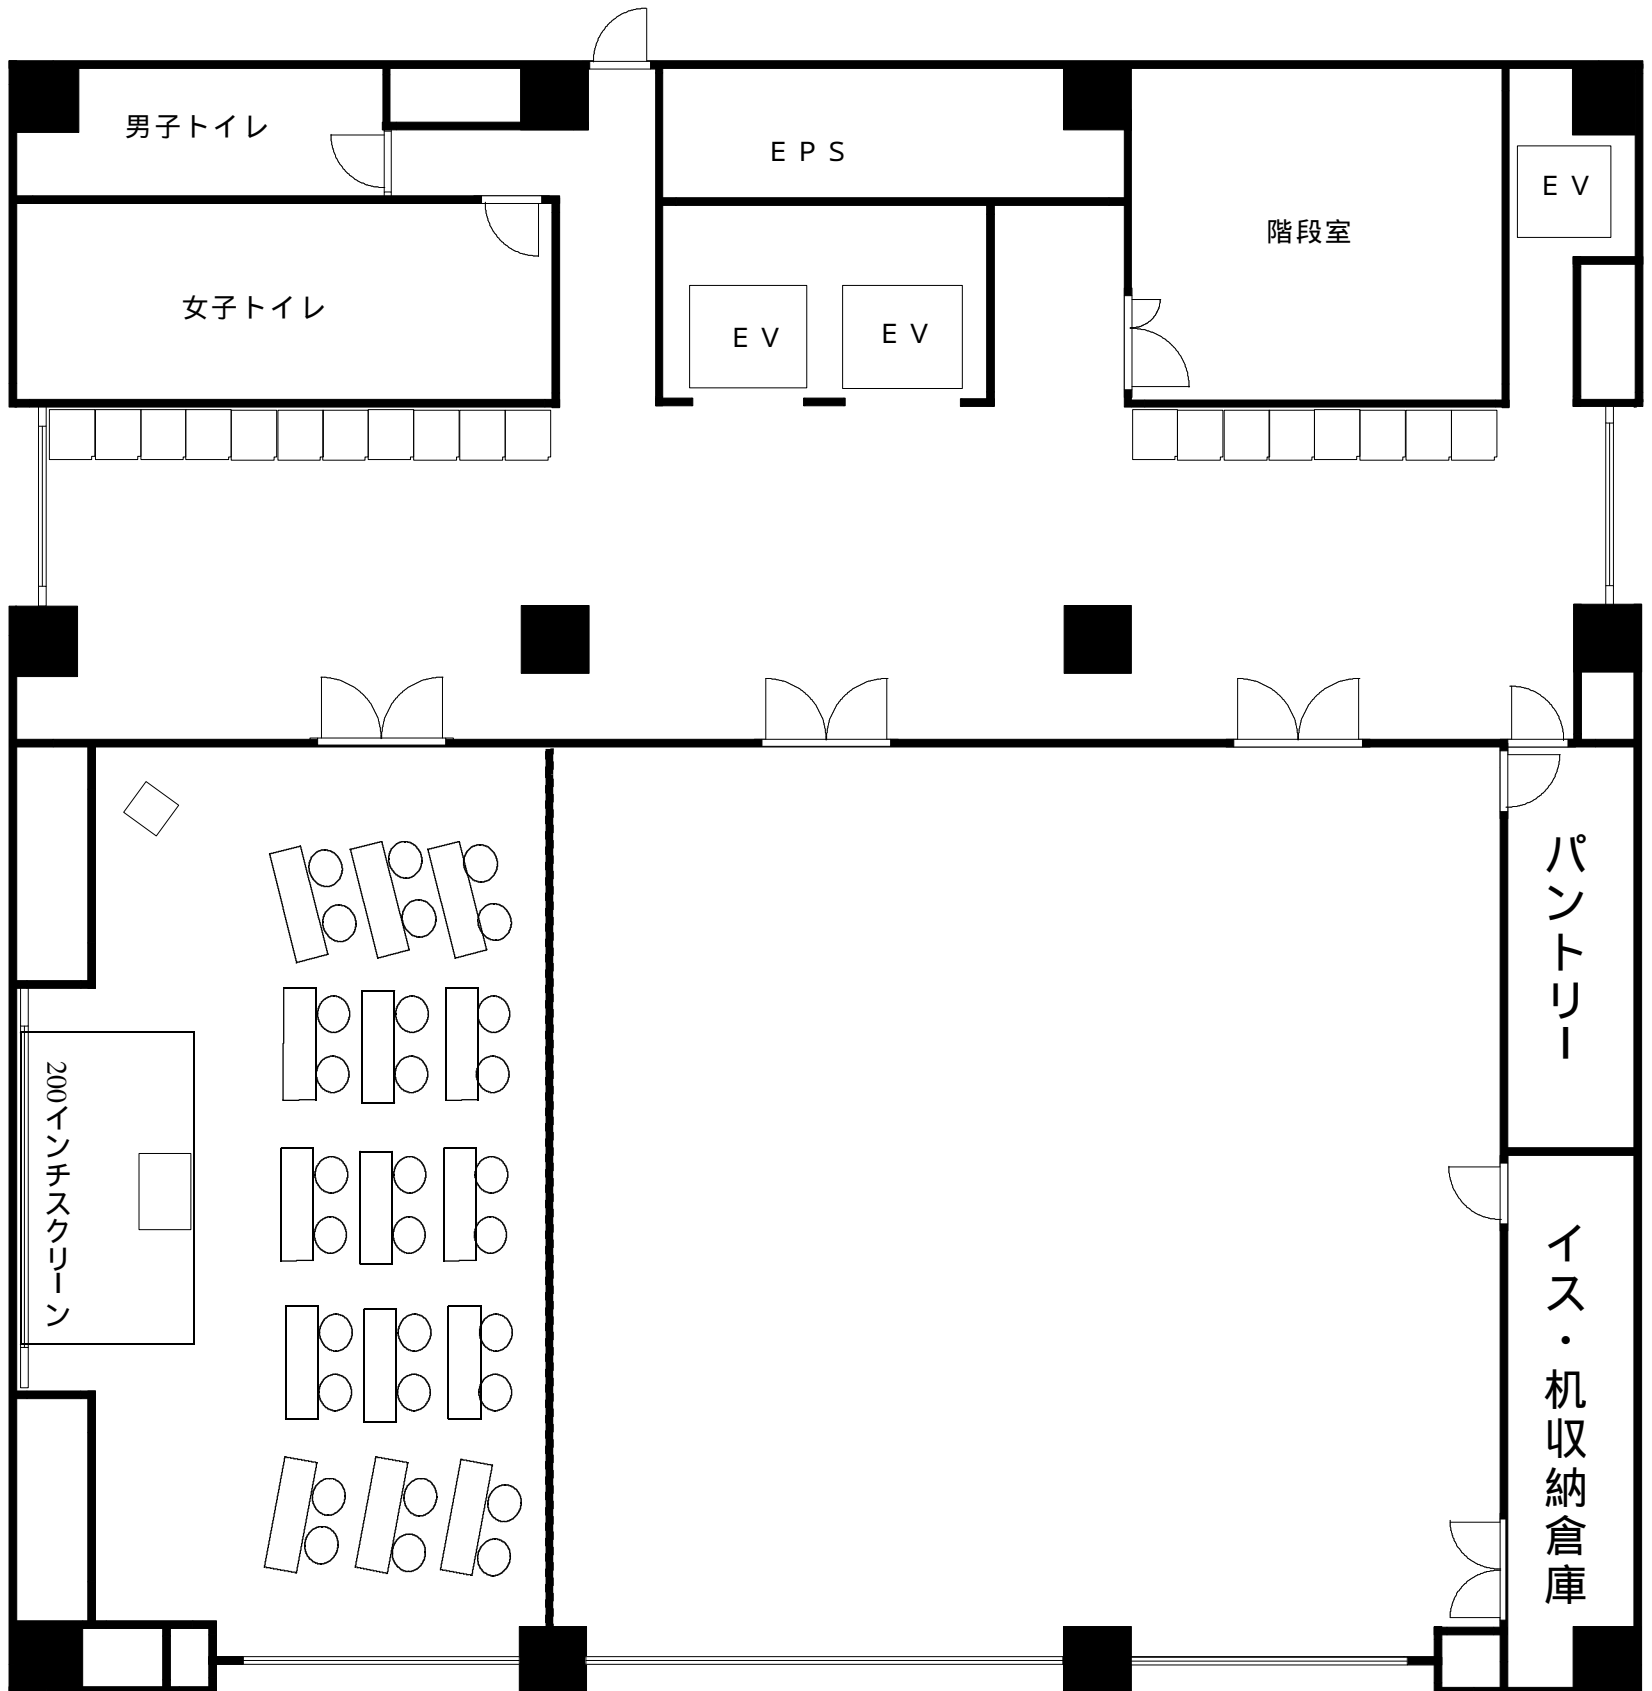 男子トイレ
ＥＰＳ
ＥＶ
階段室
女子トイレ
ＥＶ
ＥＶ
パントリー
200インチスクリーン
イス・机収納倉庫